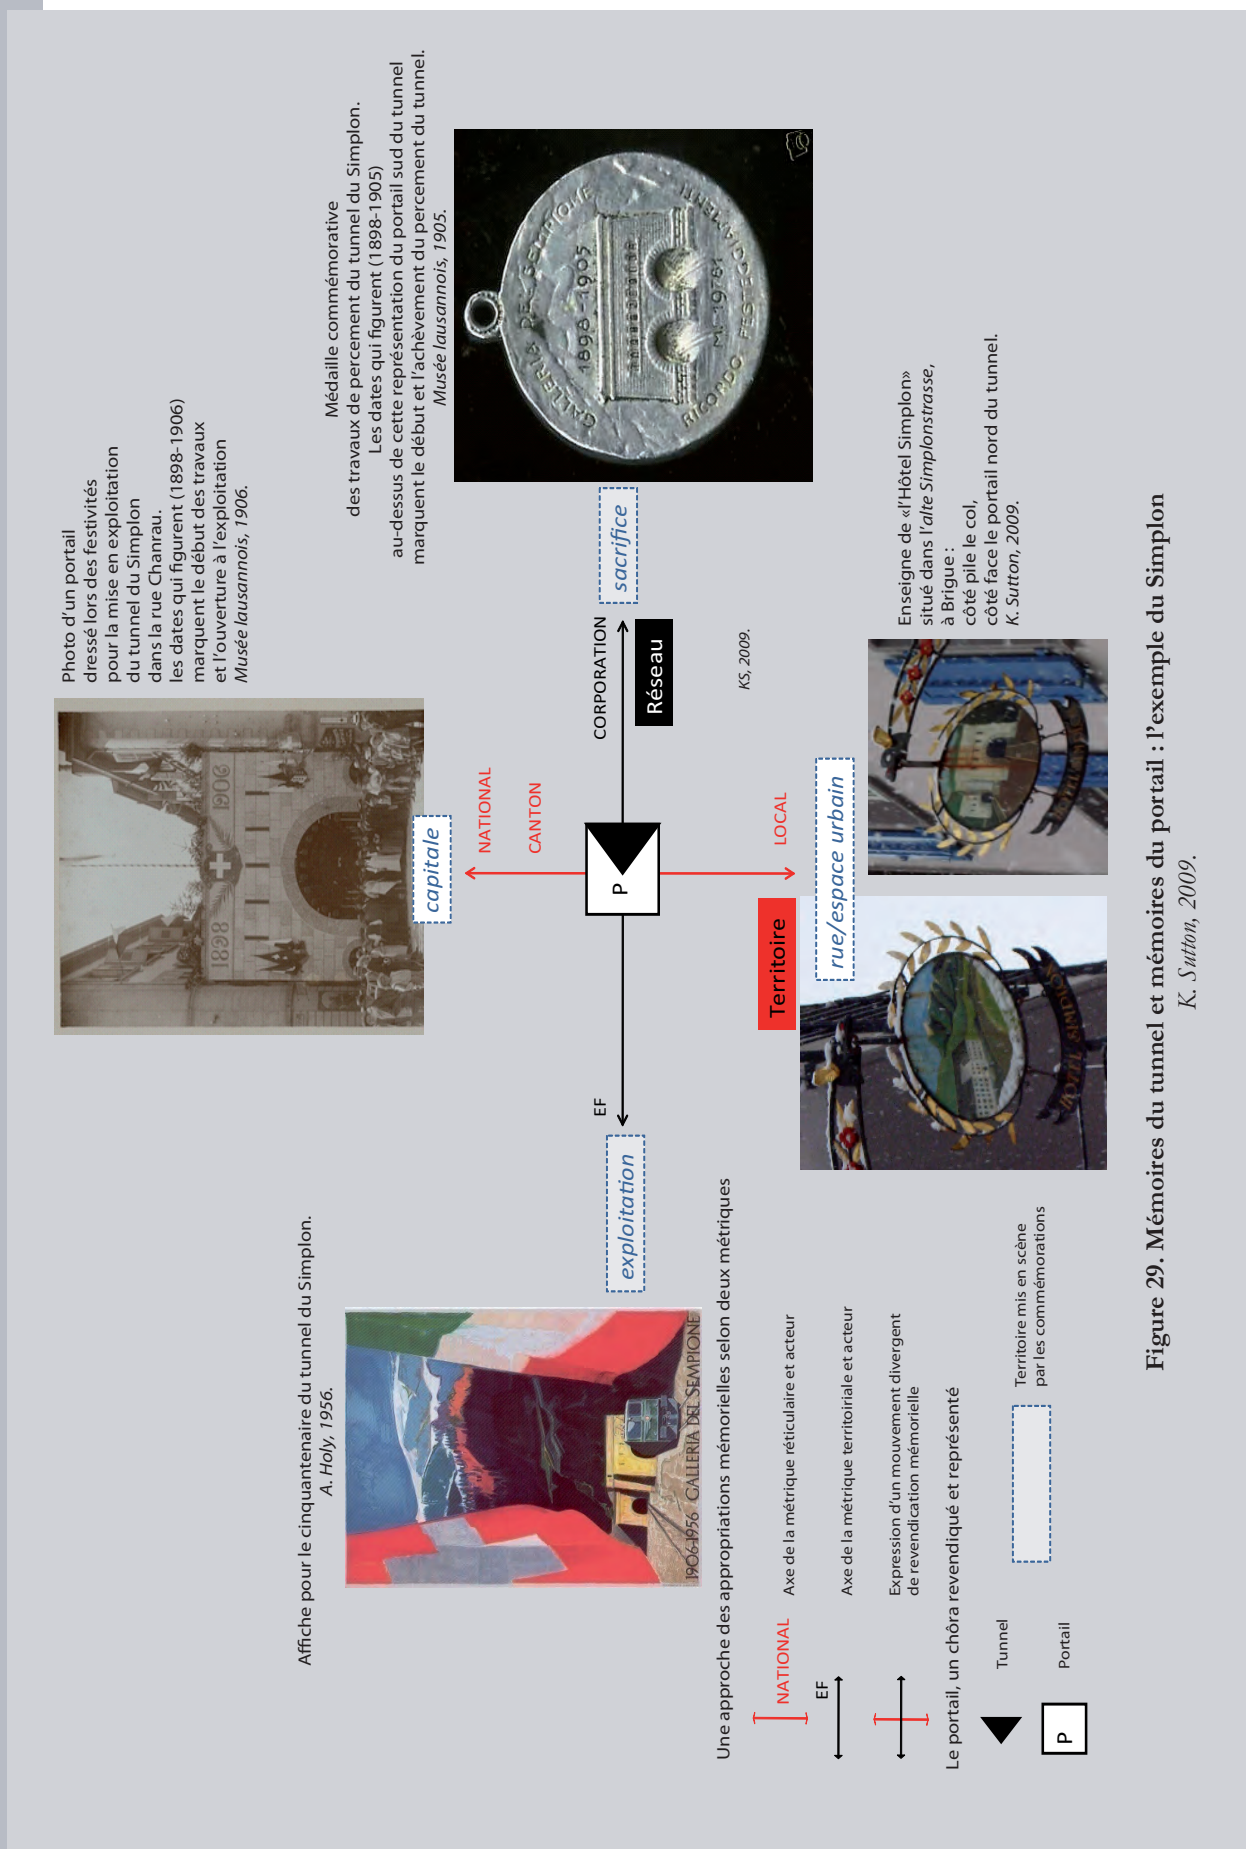 Photo d’un portail
dressé lors des festivités
pour la mise en exploitation
du tunnel du Simplon
dans la rue Chanrau.
les dates qui figurent (1898-1906)
marquent le début des travaux
et l’ouverture à l’exploitation
Musée lausannois, 1906.
1898 1906
capitale
Médaille commémorative
des travaux de percement du tunnel du Simplon.
Les dates qui figurent (1898-1905)
au-dessus de cette représentation du portail sud du tunnel
marquent le début et l’achèvement du percement du tunnel.
Musée lausannois, 1905.
GALLERIA DEL SEMPIONE
1898-1905
RICORDO FESTEGGIAMENTI
sacrifice
Affiche pour le cinquantenaire du tunnel du Simplon.
A. Holy, 1956.
1906-1956 GALLERIA DEL SEMPIONE
exploitation
NATIONAL
CANTON
EF
CORPORATION
Réseau
P
LOCAL
Territoire
rue/espace urbain
KS, 2009.
HOTEL SIMPLON
Enseigne de «l’Hôtel Simplon»
situé dans l’alte Simplonstrasse,
à Brigue :
côté pile le col,
côté face le portail nord du tunnel.
K. Sutton, 2009.
Une approche des appropriations mémorielles selon deux métriques
NATIONAL
Axe de la métrique réticulaire et acteur
EF
Axe de la métrique territoiriale et acteur
Expression d’un mouvement divergent
de revendication mémorielle
Le portail, un chôra revendiqué et représenté
Tunnel
P
Portail
Territoire mis en scène
par les commémorations
Figure 29. Mémoires du tunnel et mémoires du portail : l’exemple du Simplon
K. Sutton, 2009.